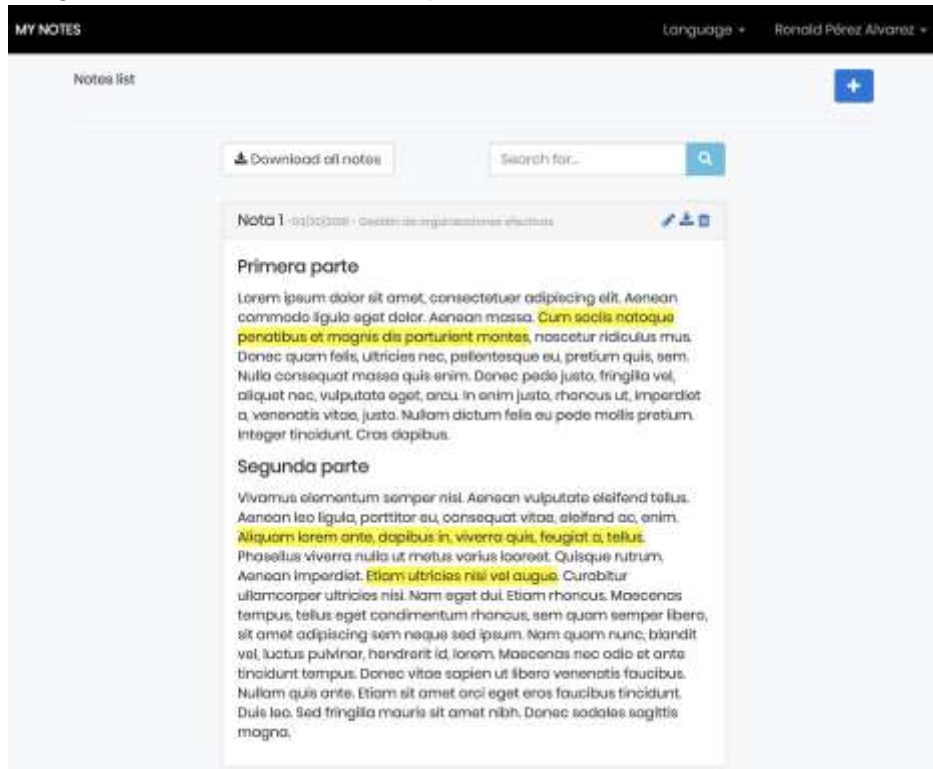 MY NOTES Language Ronald Pérez Alvarez
Notes list
+
Download all notes Search for...
Nota 1 - Gestión de organizaciones efectivas
Primera parte
Lorem ipsum dolor sit amet, consectetuer adipiscing elit. Aenean
commodo ligula eget dolor. Aenean massa. Cum sociis natoque
penatibus et magnis dis parturient montes, nascetur ridiculus mus.
Donec quam felis, ultricies nec, pellentesque eu, pretium quis, sem.
Nulla consequat massa quis enim. Donec pede justo, fringilla vel,
aliquet nec, vulputate eget, arcu. In enim justo, rhoncus ut, imperdiet
a, venenatis vitae, justo. Nullam dictum felis eu pede mollis pretium.
Integer tincidunt. Cras dapibus.
Segunda parte
Vivamus elementum semper nisi. Aenean vulputate eleifend tellus.
Aenean leo ligula, porttitor eu, consequat vitae, eleifend ac, enim.
Aliquam lorem ante, dapibus in, viverra quis, feugiat a, tellus.
Phasellus viverra nulla ut metus varius laoreet. Quisque rutrum.
Aenean imperdiet. Etiam ultricies nisi vel augue. Curabitur
ullamcorper ultricies nisi. Nam eget dui. Etiam rhoncus. Maecenas
tempus, tellus eget condimentum rhoncus, sem quam semper libero,
sit amet adipiscing sem neque sed ipsum. Nam quam nunc, blandit
vel, luctus pulvinar, hendrerit id, lorem. Maecenas nec odio et ante
tincidunt tempus. Donec vitae sapien ut libero venenatis faucibus.
Nullam quis ante. Etiam sit amet orci eget eros faucibus tincidunt.
Duis leo. Sed fringilla mauris sit amet nibh. Donec sodales sagittis
magna.